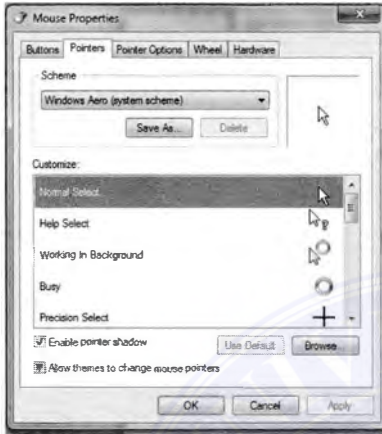 Mouse Properties
Buttons Pointers Pointer Options Wheel Hardware
Scheme
Windows Aero (system scheme)
Save As... Delete
Customize:
Normal Select
Help Select
Working In Background
Busy
Precision Select
Enable pointer shadow Use Default Browse...
Allow themes to change mouse pointers
OK Cancel Apply